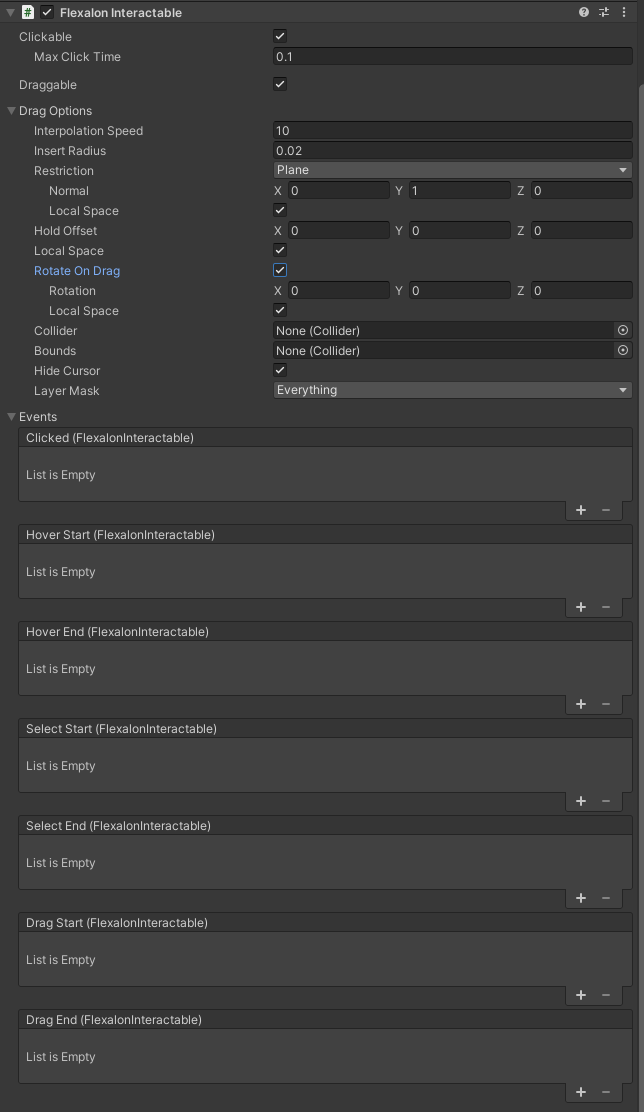 # Flexalon Interactable
Clickable
Max Click Time 0.1
Draggable
Drag Options
Interpolation Speed 10
Insert Radius 0.02
Restriction Plane
Normal X 0 Y 1 Z 0
Local Space
Hold Offset X 0 Y 0 Z 0
Local Space
Rotate On Drag
Rotation X 0 Y 0 Z 0
Local Space
Collider None (Collider)
Bounds None (Collider)
Hide Cursor
Layer Mask Everything
Events
Clicked (FlexalonInteractable)
List is Empty
+ −
Hover Start (FlexalonInteractable)
List is Empty
+ −
Hover End (FlexalonInteractable)
List is Empty
+ −
Select Start (FlexalonInteractable)
List is Empty
+ −
Select End (FlexalonInteractable)
List is Empty
+ −
Drag Start (FlexalonInteractable)
List is Empty
+ −
Drag End (FlexalonInteractable)
List is Empty
+ −